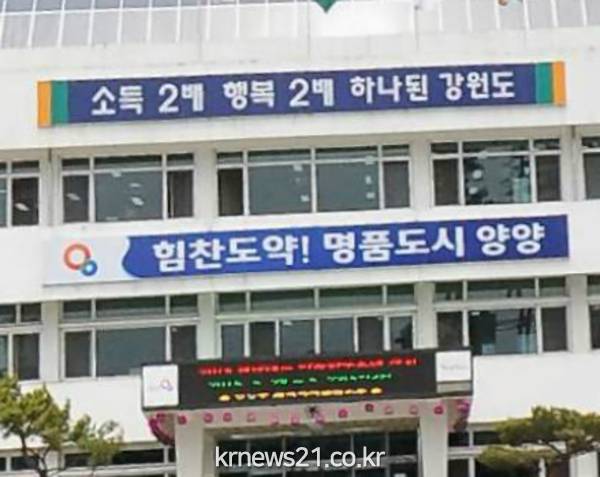 소득 2배 행복 2배 하나된 강원도
힘찬도약! 명품도시 양양
krnews21.co.kr